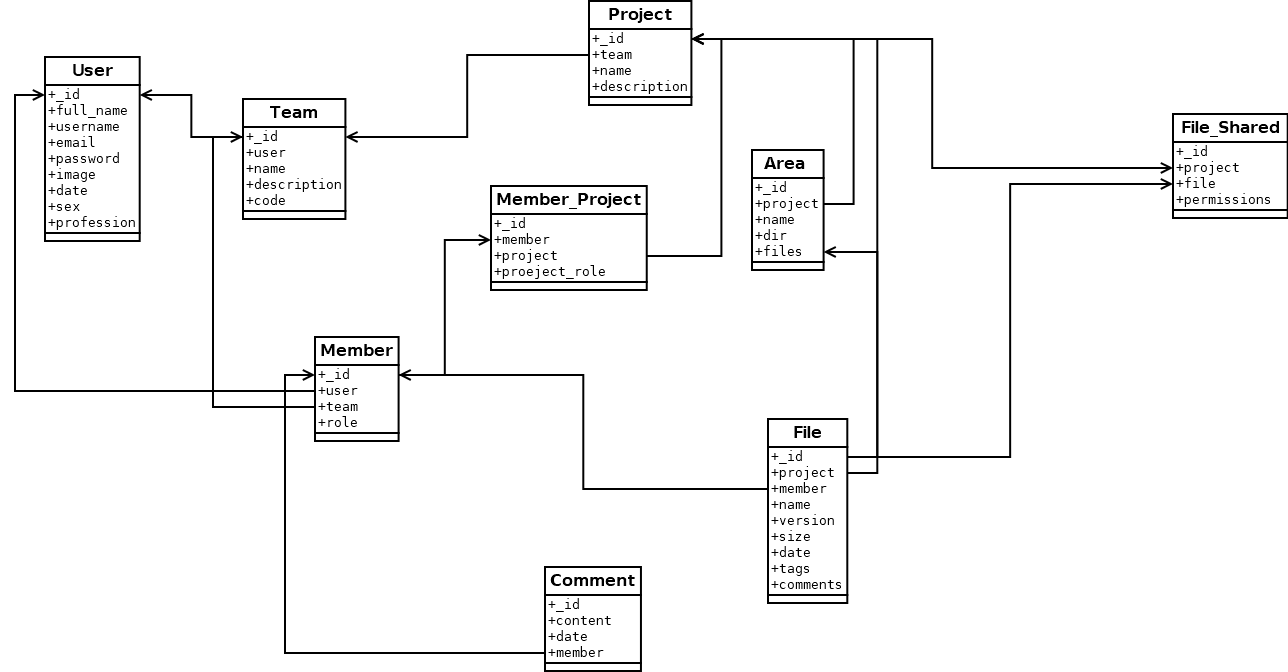 Project
+_id
+team
+name
+description
User
+_id
+full_name
+username
+email
+password
+image
+date
+sex
+profession
Team
+_id
+user
+name
+description
+code
File_Shared
+_id
+project
+file
+permissions
Area
+_id
+project
+name
+dir
+files
Member_Project
+_id
+member
+project
+proeject_role
Member
+_id
+user
+team
+role
File
+_id
+project
+member
+name
+version
+size
+date
+tags
+comments
Comment
+_id
+content
+date
+member